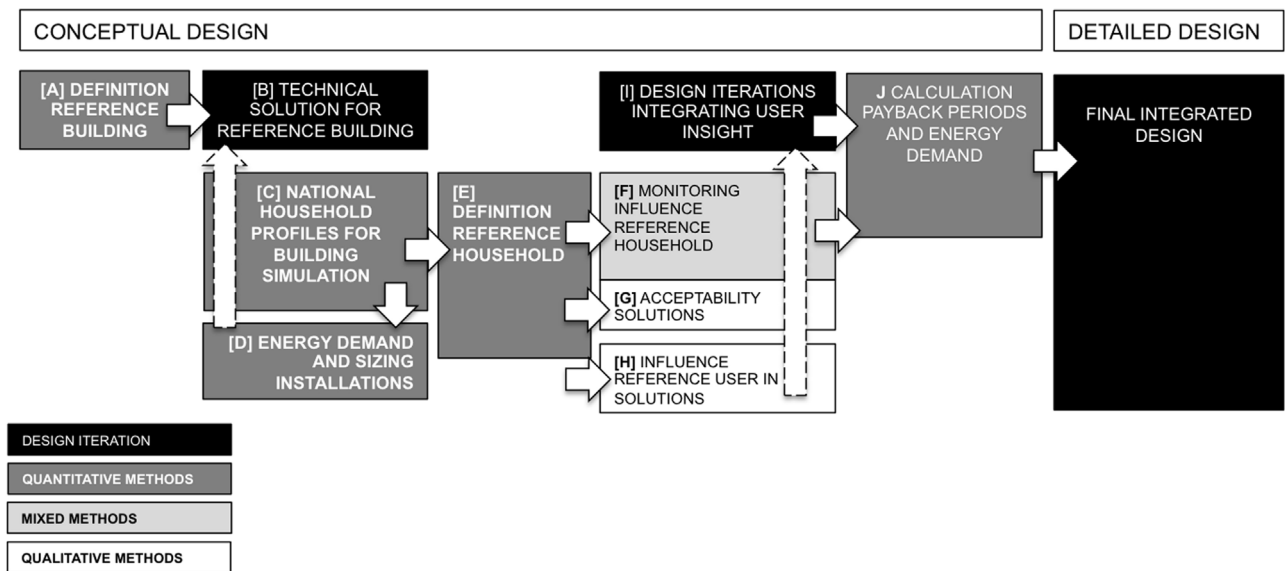 CONCEPTUAL DESIGN
DETAILED DESIGN
[A] DEFINITION
REFERENCE
BUILDING
[B] TECHNICAL
SOLUTION FOR
REFERENCE BUILDING
[I] DESIGN ITERATIONS
INTEGRATING USER
INSIGHT
J CALCULATION
PAYBACK PERIODS
AND ENERGY
DEMAND
FINAL INTEGRATED
DESIGN
[C] NATIONAL
HOUSEHOLD
PROFILES FOR
BUILDING
SIMULATION
[E]
DEFINITION
REFERENCE
HOUSEHOLD
[F] MONITORING
INFLUENCE
REFERENCE
HOUSEHOLD
[G] ACCEPTABILITY
SOLUTIONS
[D] ENERGY DEMAND
AND SIZING
INSTALLATIONS
[H] INFLUENCE
REFERENCE USER IN
SOLUTIONS
DESIGN ITERATION
QUANTITATIVE METHODS
MIXED METHODS
QUALITATIVE METHODS